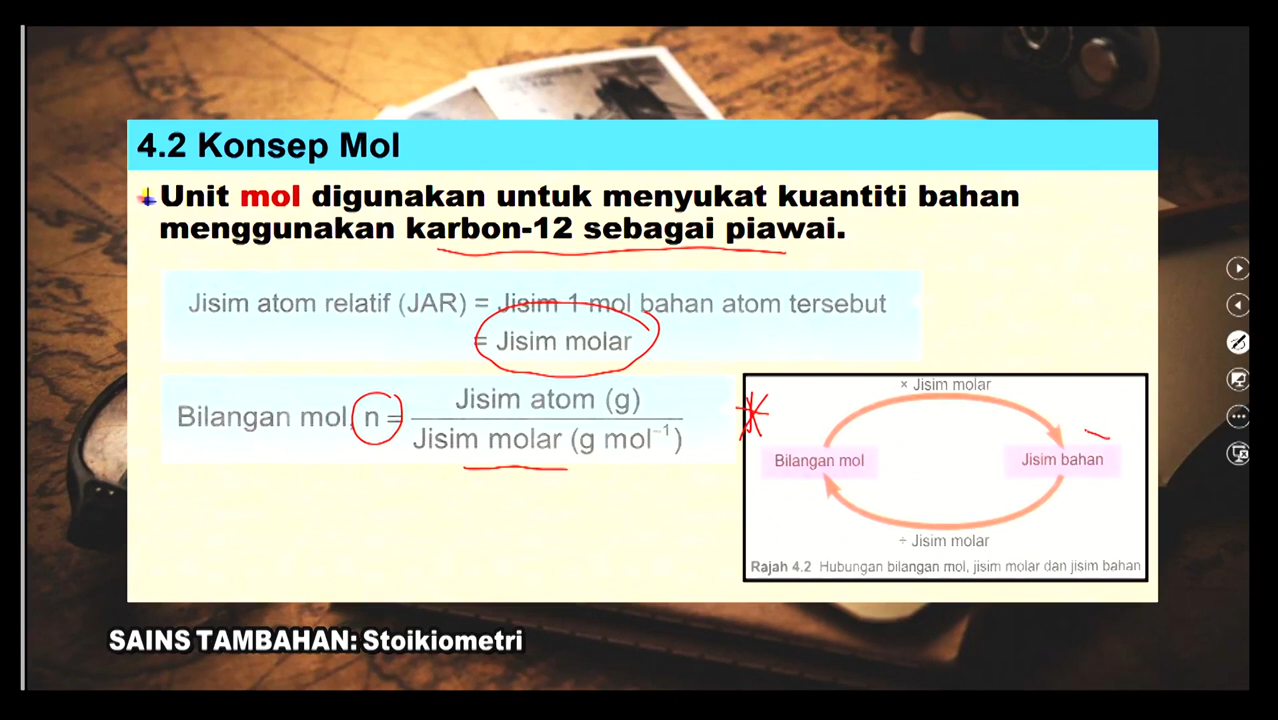 4.2 Konsep Mol
Unit mol digunakan untuk menyukat kuantiti bahan
menggunakan karbon-12 sebagai piawai.
Jisim atom relatif (JAR) = Jisim 1 mol bahan atom tersebut
= Jisim molar
Bilangan mol, n = Jisim atom (g)
Jisim molar (g mol⁻¹)
× Jisim molar
Bilangan mol
Jisim bahan
÷ Jisim molar
Rajah 4.2 Hubungan bilangan mol, jisim molar dan jisim bahan
SAINS TAMBAHAN: Stoikiometri